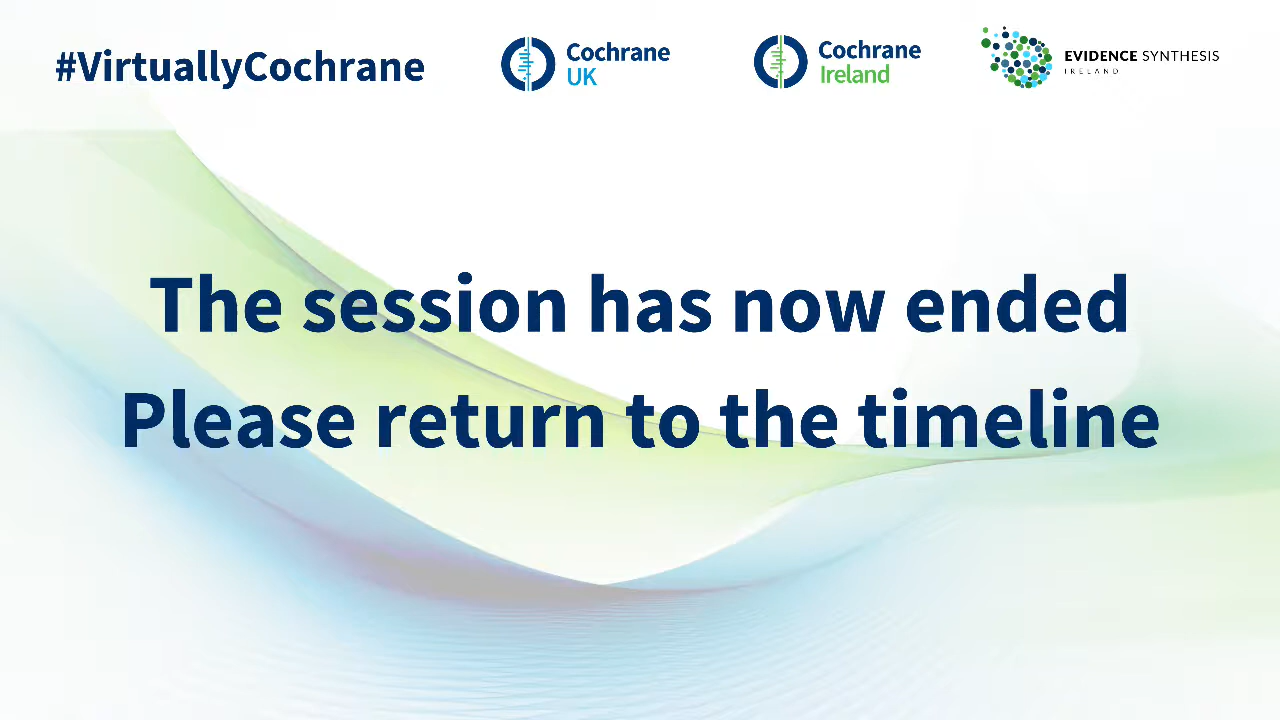 #VirtuallyCochrane
Cochrane
UK
Cochrane
Ireland
EVIDENCE SYNTHESIS
IRELAND
The session has now ended
Please return to the timeline